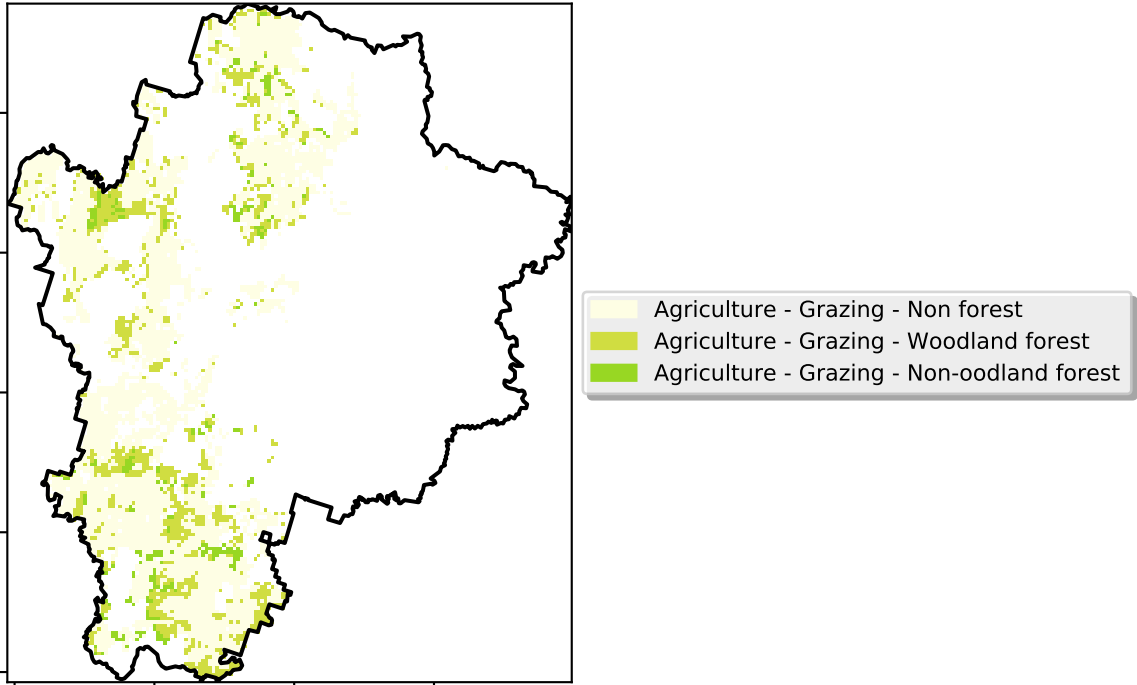 Agriculture - Grazing - Non forest
Agriculture - Grazing - Woodland forest
Agriculture - Grazing - Non-oodland forest